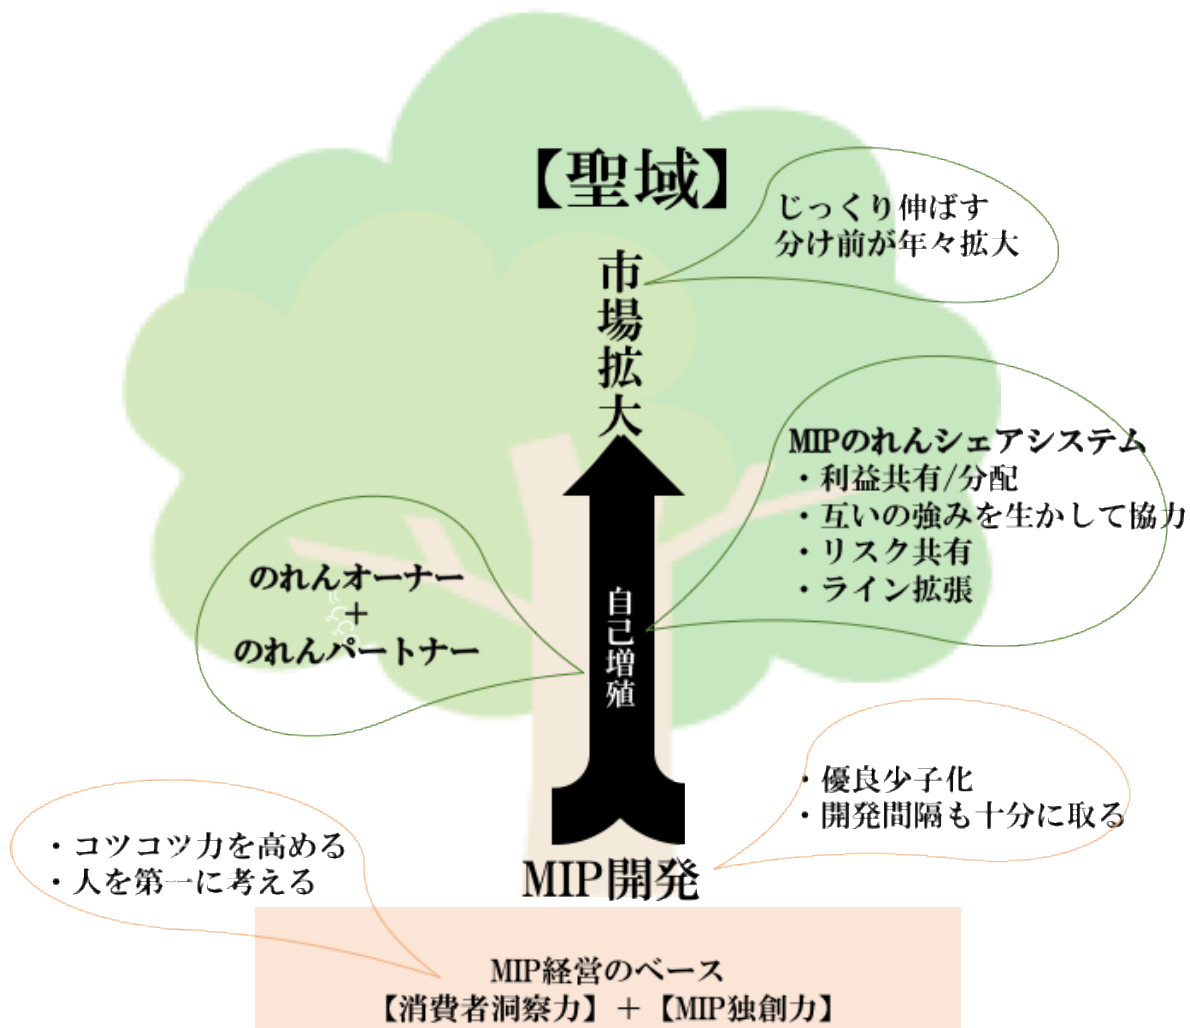 【聖域】
じっくり伸ばす
分け前が年々拡大
市場拡大
MIPのれんシェアシステム
・利益共有/分配
・互いの強みを生かして協力
・リスク共有
・ライン拡張
のれんオーナー
＋
のれんパートナー
自己増殖
・優良少子化
・開発間隔も十分に取る
・コツコツ力を高める
・人を第一に考える
MIP開発
MIP経営のベース
【消費者洞察力】＋【MIP独創力】